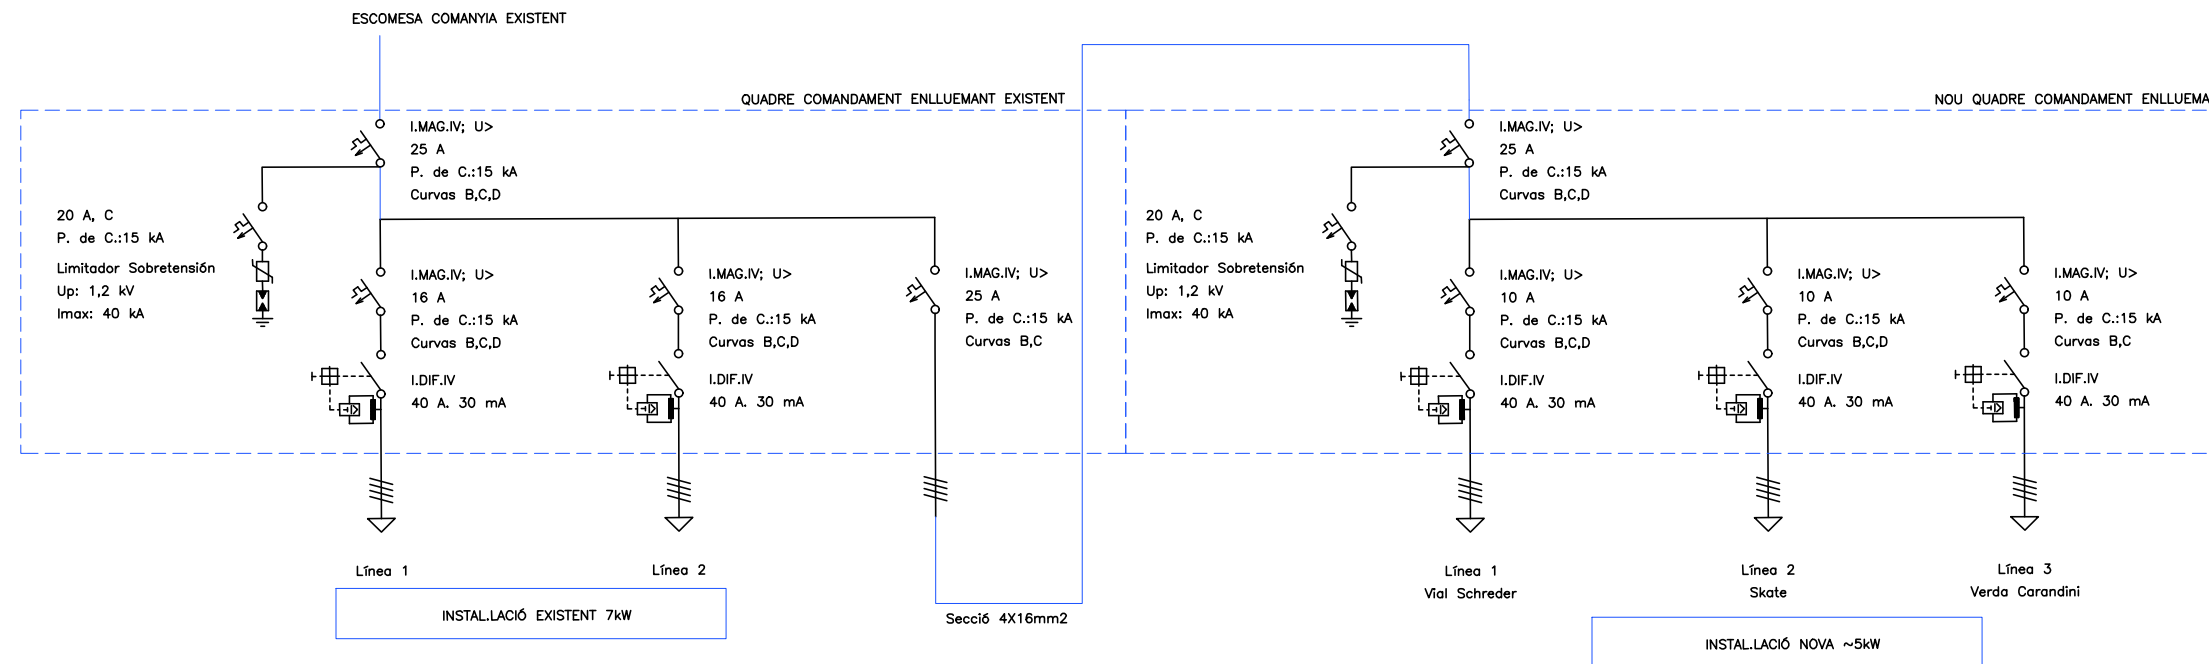 ESCOMESA COMANYIA EXISTENT
QUADRE COMANDAMENT ENLLUEMANT EXISTENT
I.MAG.IV; U>
25 A
P. de C.:15 kA
Curvas B,C,D
20 A, C
P. de C.:15 kA
Limitador Sobretensión
Up: 1,2 kV
Imax: 40 kA
I.MAG.IV; U>
16 A
P. de C.:15 kA
Curvas B,C,D
I.DIF.IV
40 A. 30 mA
I.MAG.IV; U>
16 A
P. de C.:15 kA
Curvas B,C,D
I.DIF.IV
40 A. 30 mA
I.MAG.IV; U>
25 A
P. de C.:15 kA
Curvas B,C
Línea 1
Línea 2
INSTAL.LACIÓ EXISTENT 7kW
Secció 4X16mm2
NOU QUADRE COMANDAMENT ENLLUEMA
I.MAG.IV; U>
25 A
P. de C.:15 kA
Curvas B,C,D
20 A, C
P. de C.:15 kA
Limitador Sobretensión
Up: 1,2 kV
Imax: 40 kA
I.MAG.IV; U>
10 A
P. de C.:15 kA
Curvas B,C,D
I.DIF.IV
40 A. 30 mA
I.MAG.IV; U>
10 A
P. de C.:15 kA
Curvas B,C,D
I.DIF.IV
40 A. 30 mA
I.MAG.IV; U>
10 A
P. de C.:15 kA
Curvas B,C
I.DIF.IV
40 A. 30 mA
Línea 1
Vial Schreder
Línea 2
Skate
Línea 3
Verda Carandini
INSTAL.LACIÓ NOVA ~5kW